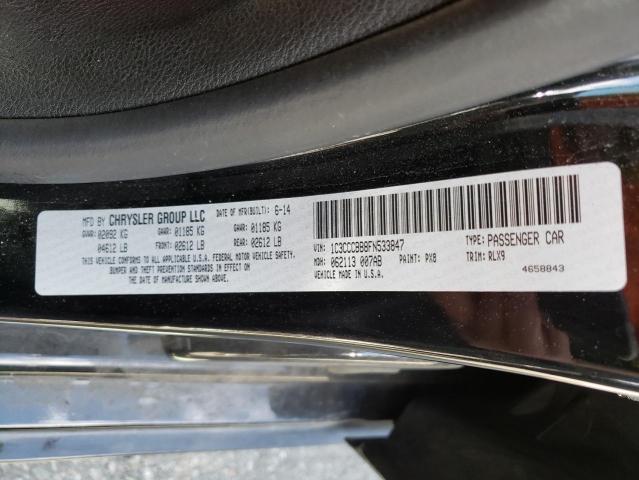 MFD BY CHRYSLER GROUP LLC DATE OF MFR(BUILT): 6-14
GVWR: 02092 KG GAWR: 01185 KG GAWR: 01185 KG
04612 LB FRONT: 02612 LB REAR: 02612 LB
THIS VEHICLE CONFORMS TO ALL APPLICABLE U.S.A. FEDERAL MOTOR VEHICLE SAFETY,
BUMPER AND THEFT PREVENTION STANDARDS IN EFFECT ON
THE DATE OF MANUFACTURE SHOWN ABOVE.
VIN: 1C3CCCBB8FN533847 TYPE: PASSENGER CAR
MDH: 062113 007AB PAINT: PX8 TRIM: RLX9
VEHICLE MADE IN U.S.A. 4658843